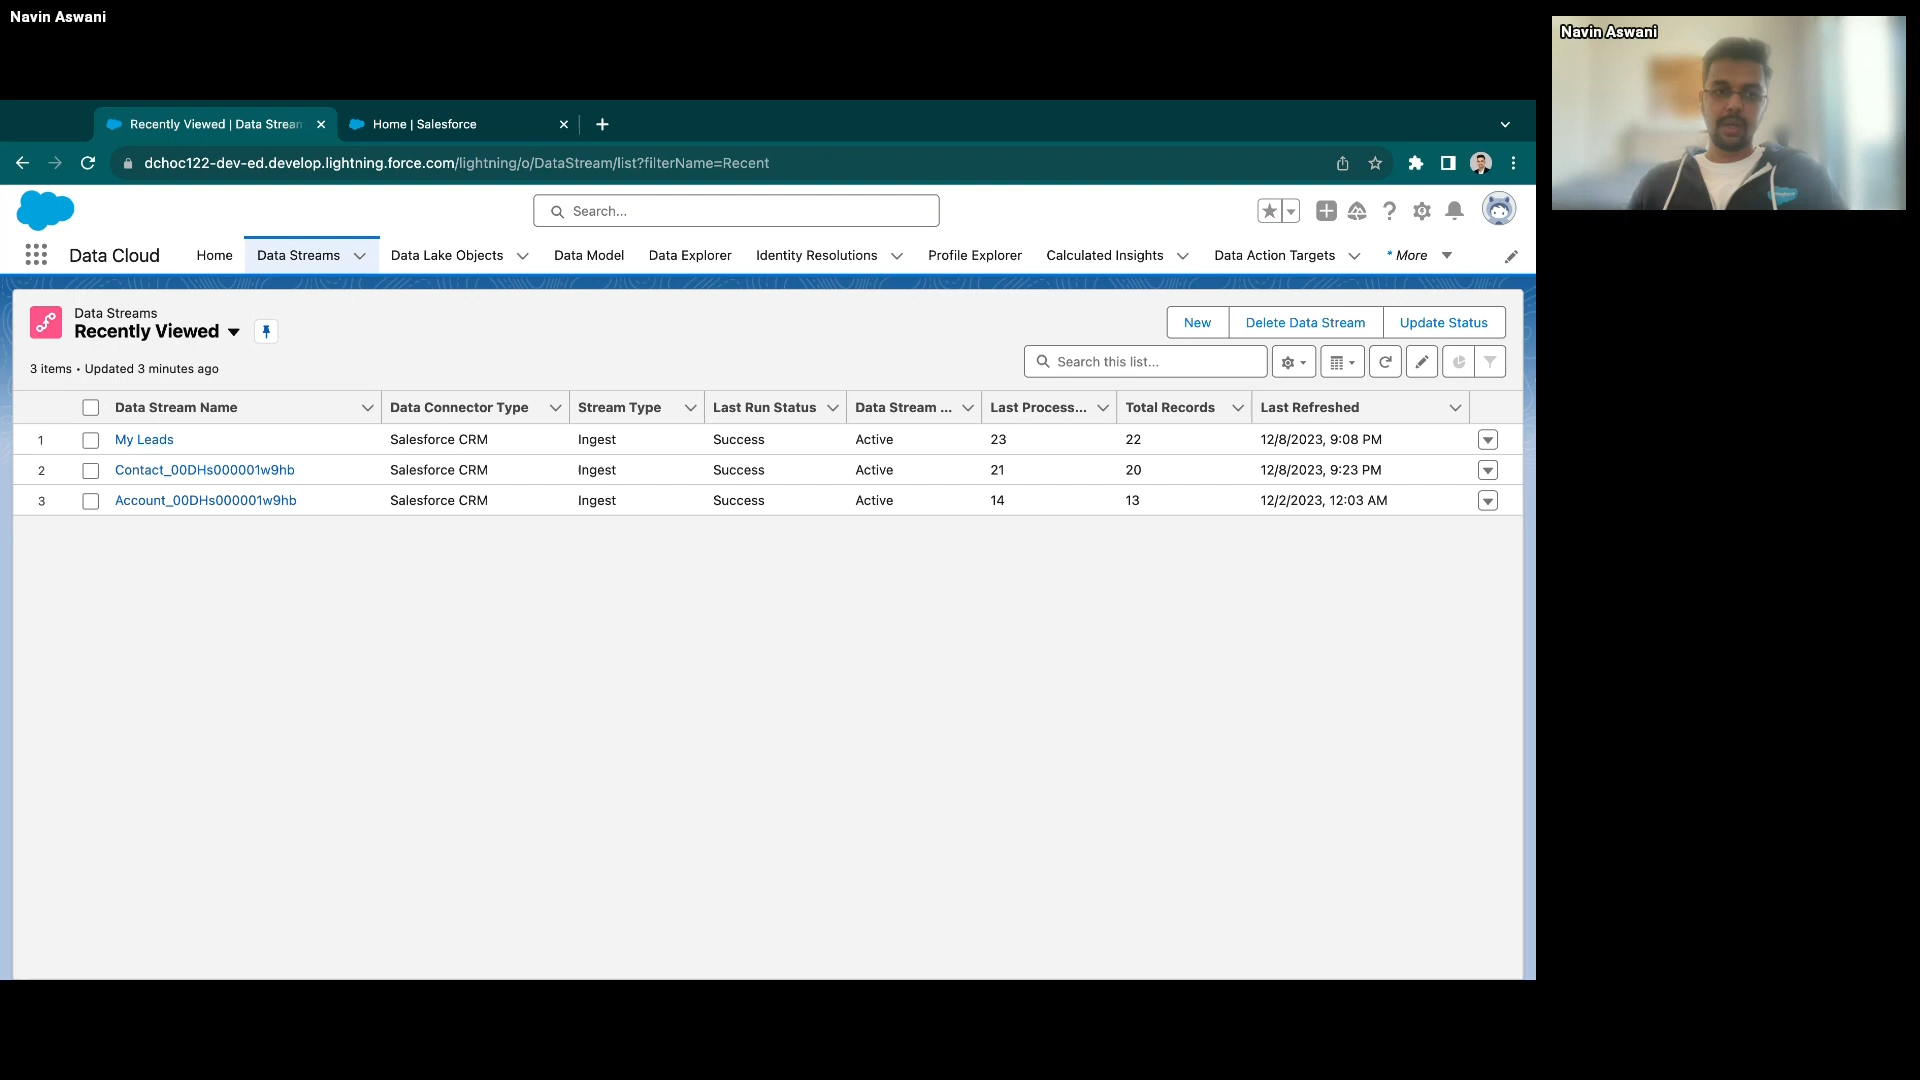 Navin Aswani
Navin Aswani
Recently Viewed | Data Strean
Home | Salesforce
dchoc122-dev-ed.develop.lightning.force.com/lightning/o/DataStream/list?filterName=Recent
Search...
Data Cloud Home Data Streams Data Lake Objects Data Model Data Explorer Identity Resolutions Profile Explorer Calculated Insights Data Action Targets * More
Data Streams
Recently Viewed
New Delete Data Stream Update Status
3 items • Updated 3 minutes ago
Search this list...
Data Stream Name Data Connector Type Stream Type Last Run Status Data Stream ... Last Process... Total Records Last Refreshed
1 My Leads Salesforce CRM Ingest Success Active 23 22 12/8/2023, 9:08 PM
2 Contact_00DHs000001w9hb Salesforce CRM Ingest Success Active 21 20 12/8/2023, 9:23 PM
3 Account_00DHs000001w9hb Salesforce CRM Ingest Success Active 14 13 12/2/2023, 12:03 AM